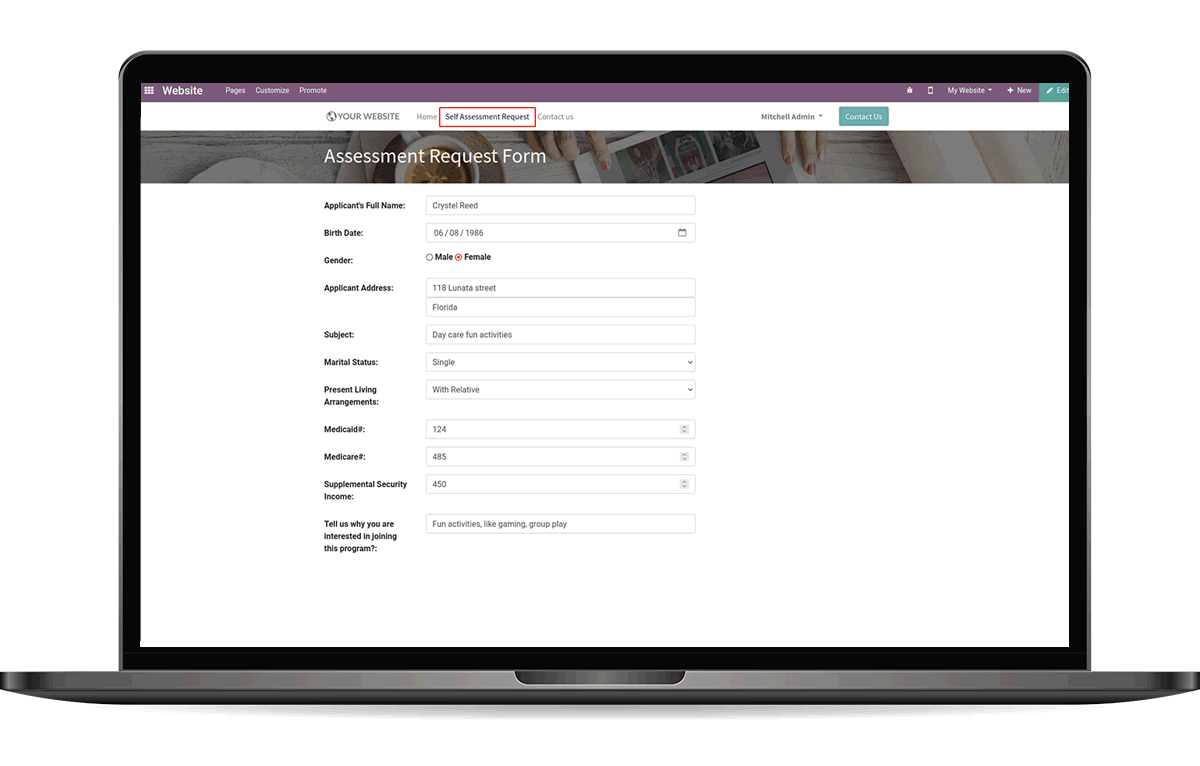 Website Pages Customize Promote My Website + New Edit
YOUR WEBSITE Home Self Assessment Request Contact us Mitchell Admin Contact Us
Assessment Request Form
Applicant's Full Name: Crystel Reed
Birth Date: 06 / 08 / 1986
Gender: Male Female
Applicant Address: 118 Lunata street
Florida
Subject: Day care fun activities
Marital Status: Single
Present Living
Arrangements: With Relative
Medicaid#: 124
Medicare#: 485
Supplemental Security
Income: 450
Tell us why you are
interested in joining
this program?: Fun activities, like gaming, group play